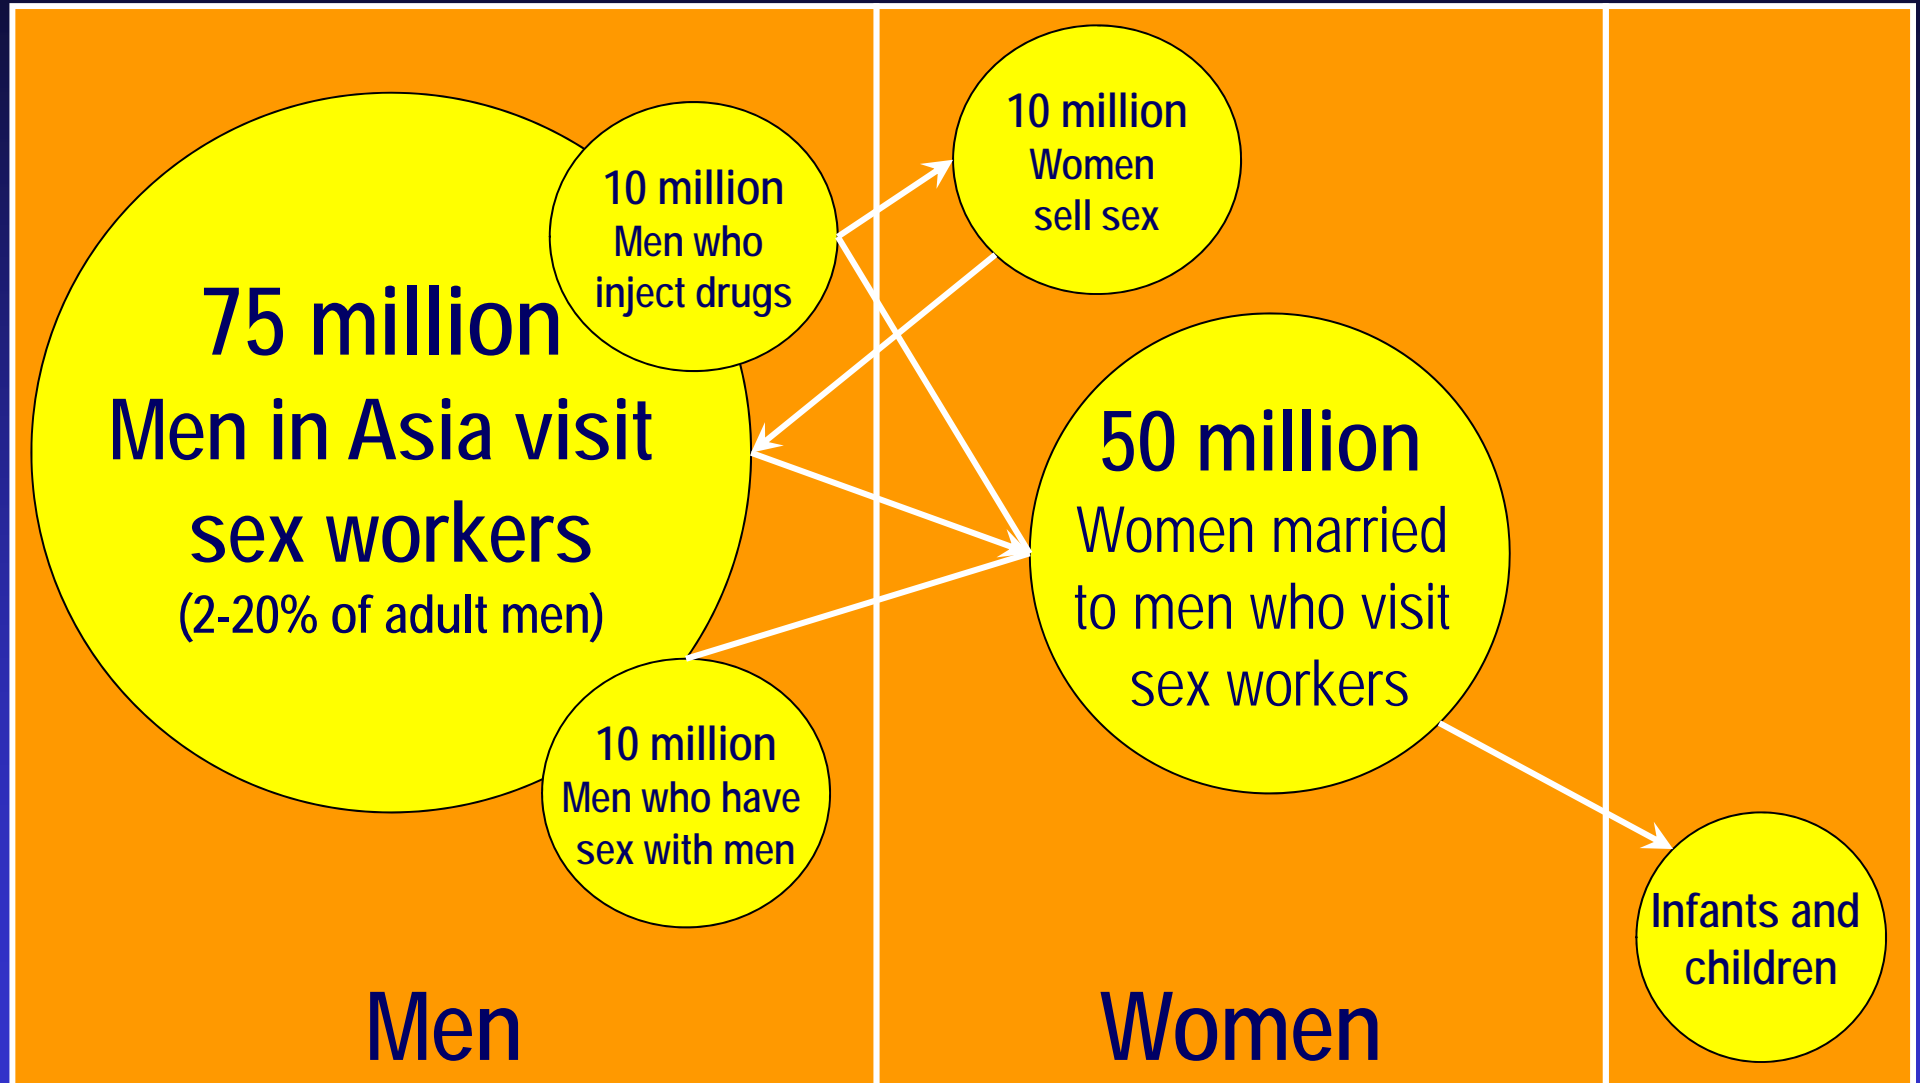 75 million
Men in Asia visit
sex workers
(2-20% of adult men)
10 million
Men who
inject drugs
10 million
Men who have
sex with men
Men
10 million
Women
sell sex
50 million
Women married
to men who visit
sex workers
Women
Infants and
children